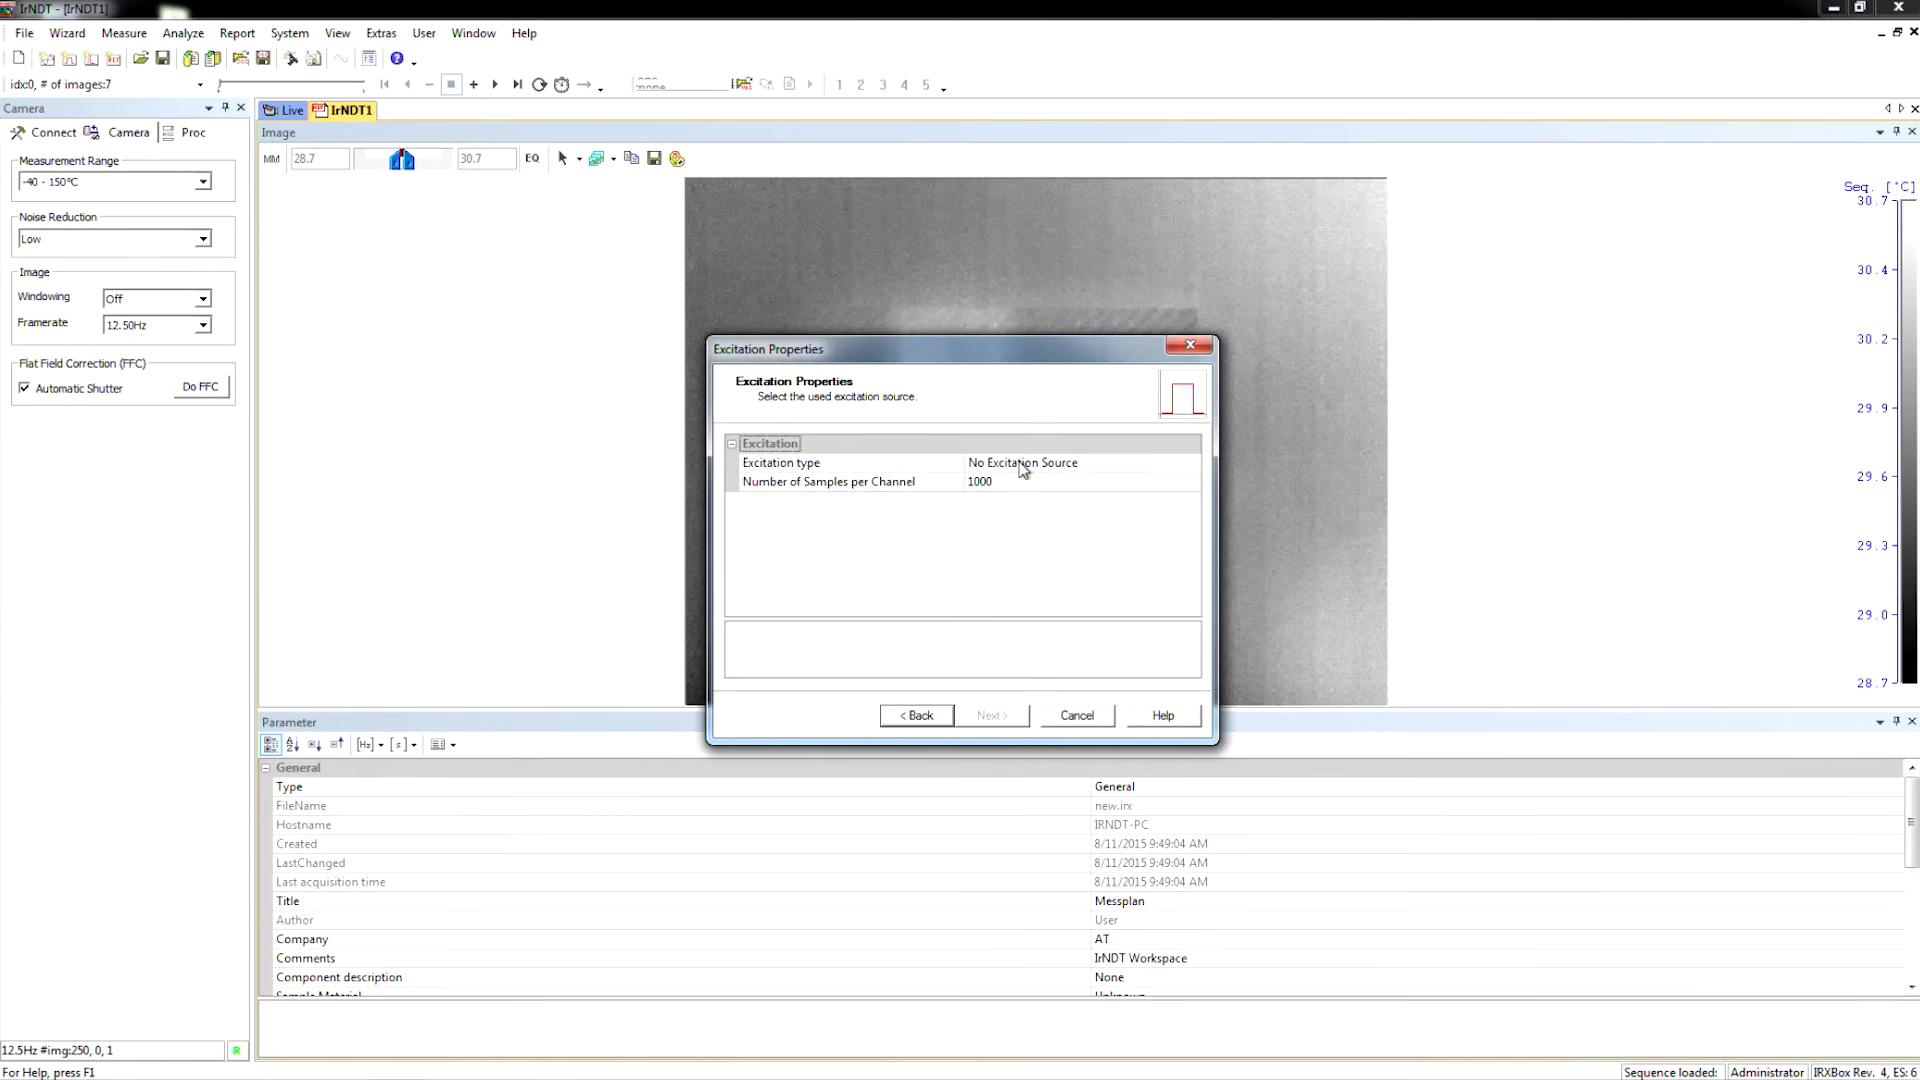 IrNDT - [IrNDT1]
File Wizard Measure Analyze Report System View Extras User Window Help
idx:0, # of images:7
none
1 2 3 4 5
Camera
Live IrNDT1
Connect Camera Proc
Image
MM 28.7 30.7 EQ
Measurement Range
-40 - 150°C
Noise Reduction
Low
Image
Windowing Off
Framerate 12.50Hz
Flat Field Correction (FFC)
Automatic Shutter Do FFC
Seq. [°C]
30.7
30.4
30.2
29.9
29.6
29.3
29.0
28.7
Excitation Properties
Excitation Properties
Select the used excitation source.
Excitation
Excitation type No Excitation Source
Number of Samples per Channel 1000
< Back Next > Cancel Help
Parameter
[Hz] [s]
General
Type General
FileName new.irx
Hostname IRNDT-PC
Created 8/11/2015 9:49:04 AM
LastChanged 8/11/2015 9:49:04 AM
Last acquisition time 8/11/2015 9:49:04 AM
Title Messplan
Author User
Company AT
Comments IrNDT Workspace
Component description None
Sample Material Unknown
12.5Hz #img:250, 0, 1 R
For Help, press F1
Sequence loaded: Administrator IRXBox Rev. 4, ES: 6